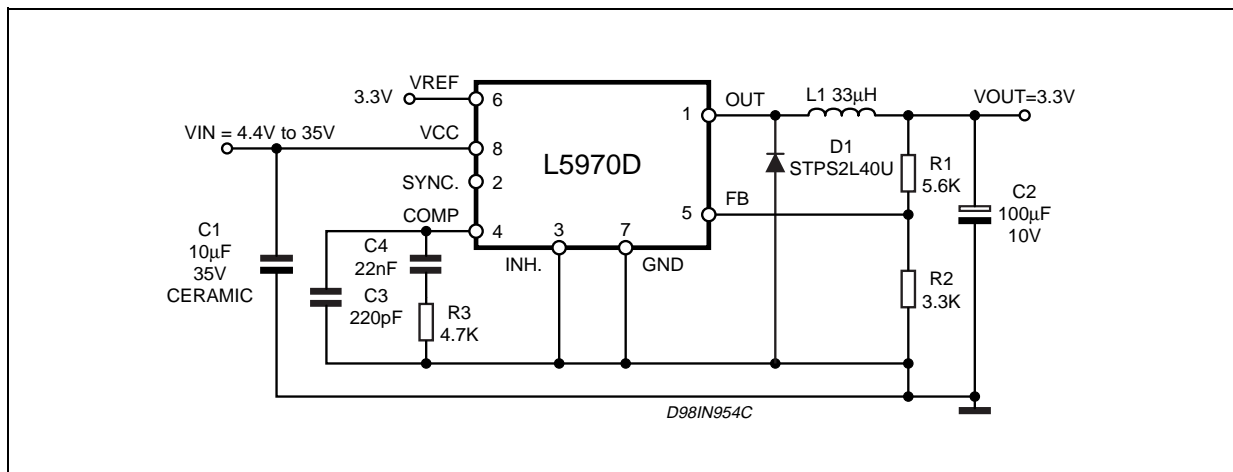 VREF
3.3V
6
VIN = 4.4V to 35V
VCC
8
SYNC.
2
COMP
4
L5970D
1
OUT
L1 33µH
VOUT=3.3V
D1
STPS2L40U
R1
5.6K
C2
100µF
10V
5
FB
3
INH.
7
GND
C1
10µF
35V
CERAMIC
C4
22nF
C3
220pF
R3
4.7K
R2
3.3K
D98IN954C